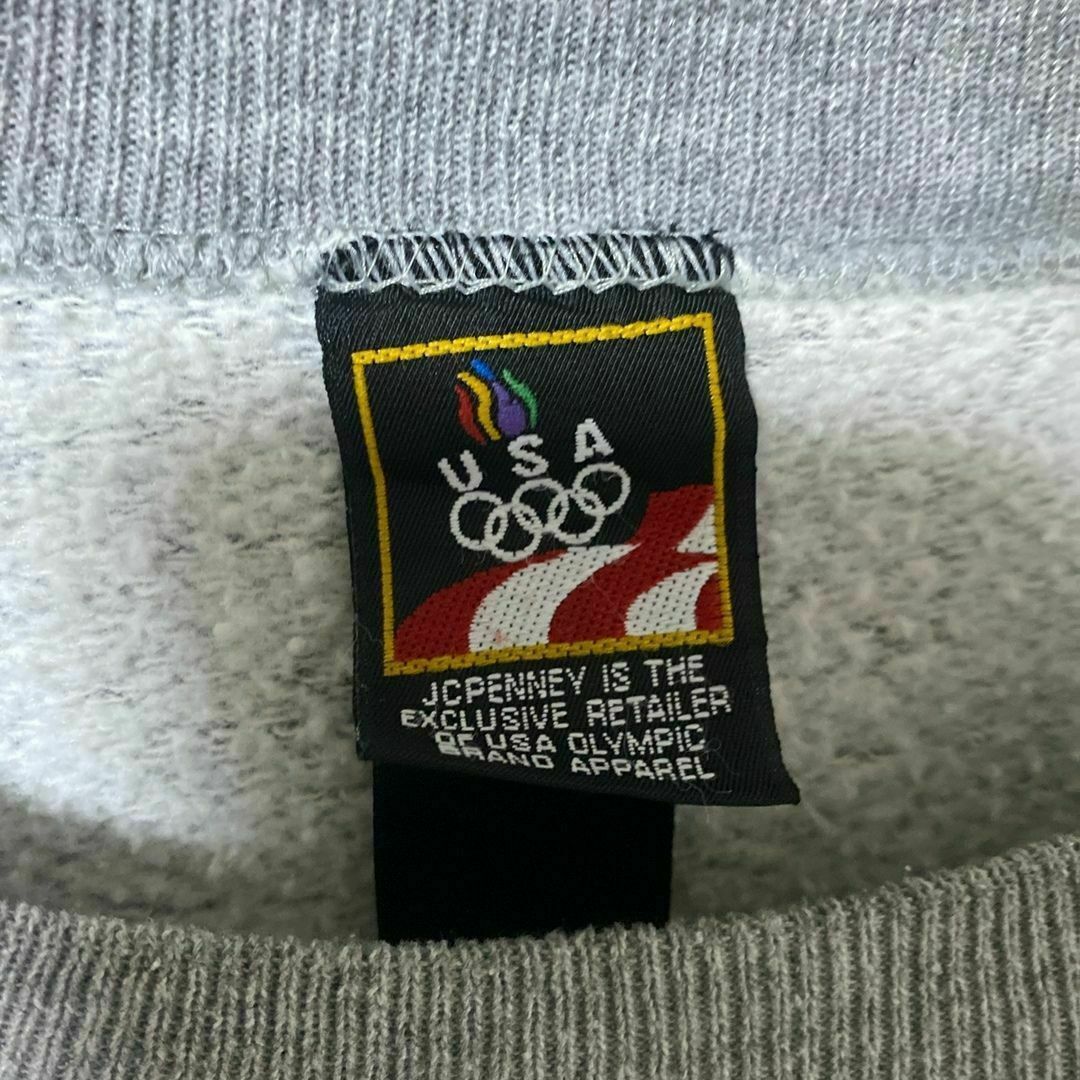 USA
JCPENNEY IS THE
EXCLUSIVE RETAILER
OF USA OLYMPIC
BRAND APPAREL